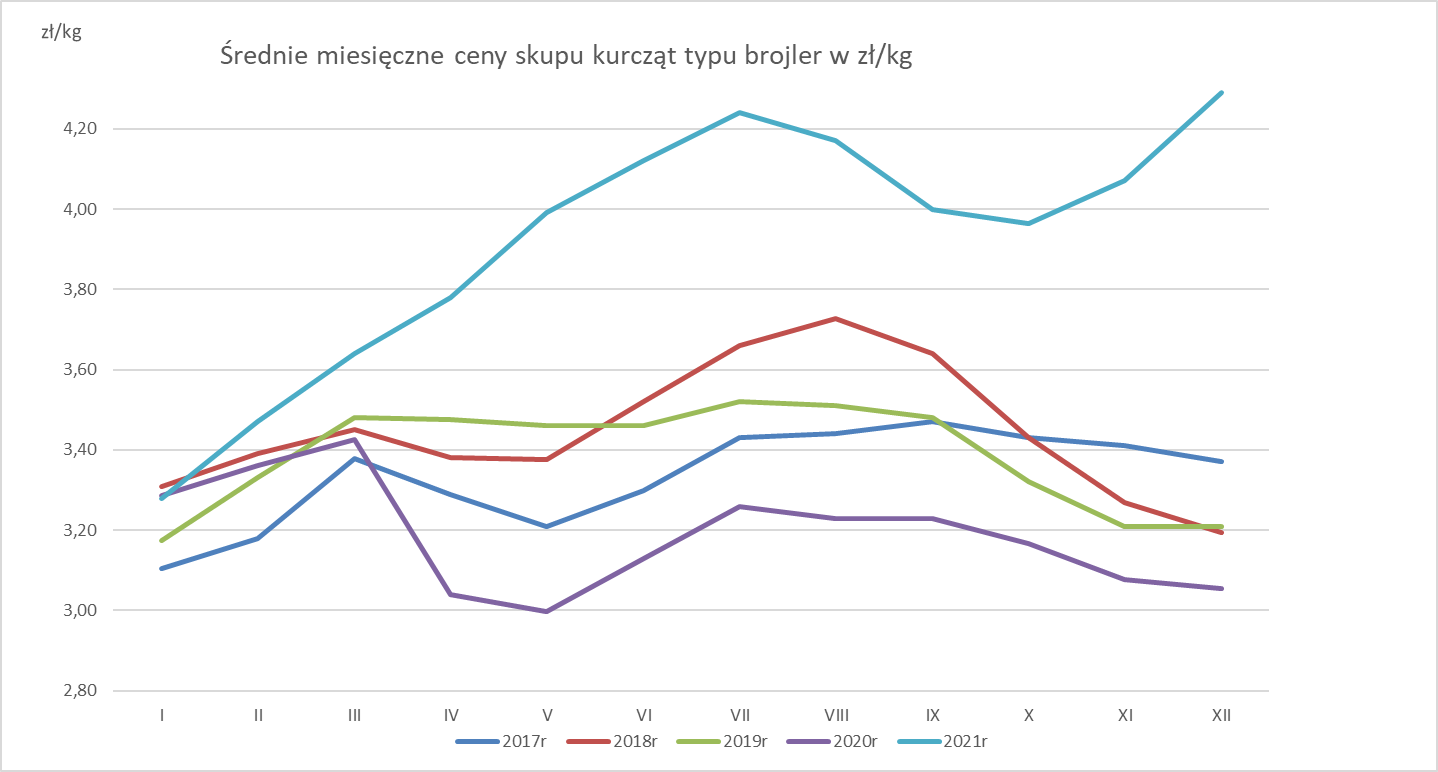 zł/kg
Średnie miesięczne ceny skupu kurcząt typu brojler w zł/kg
4,20
4,00
3,80
3,60
3,40
3,20
3,00
2,80
I II III IV V VI VII VIII IX X XI XII
2017r 2018r 2019r 2020r 2021r